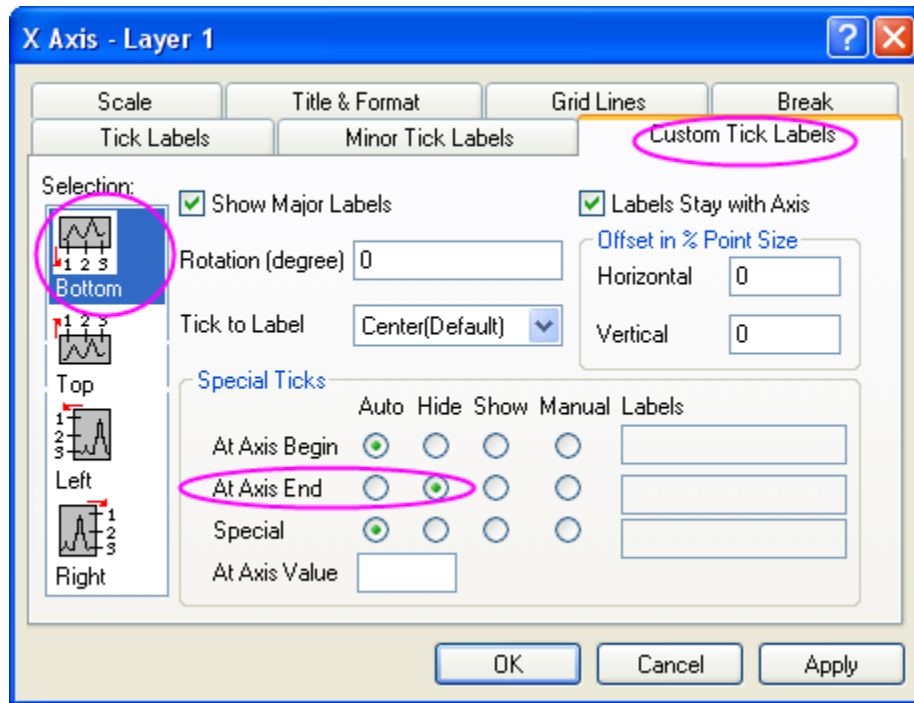 X Axis - Layer 1
Scale Title & Format Grid Lines Break
Tick Labels Minor Tick Labels Custom Tick Labels
Selection:
1 2 3
Bottom
1 2 3
Top
1
2
3
Left
1
2
3
Right
Show Major Labels
Labels Stay with Axis
Rotation (degree) 0
Tick to Label Center(Default)
Offset in % Point Size
Horizontal 0
Vertical 0
Special Ticks
Auto Hide Show Manual Labels
At Axis Begin
At Axis End
Special
At Axis Value
OK Cancel Apply